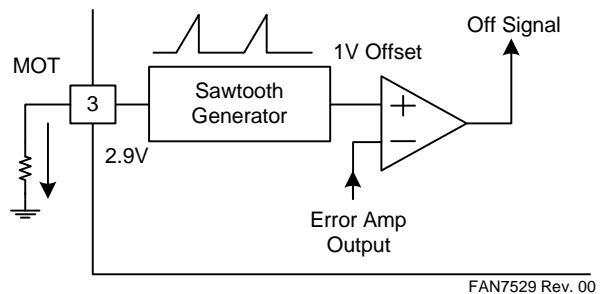 Off Signal
MOT
1V Offset
3
Sawtooth
Generator
+
−
2.9V
Error Amp
Output
FAN7529 Rev. 00